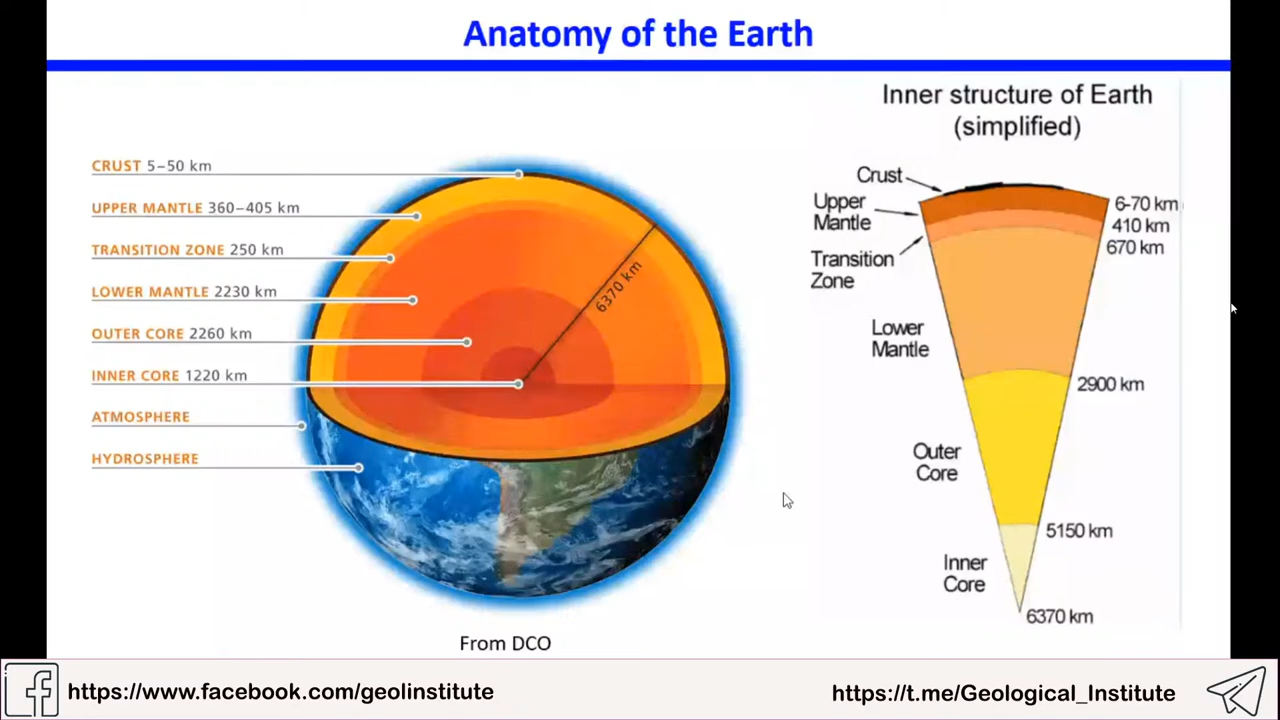 Anatomy of the Earth
CRUST 5–50 km
UPPER MANTLE 360–405 km
TRANSITION ZONE 250 km
LOWER MANTLE 2230 km
OUTER CORE 2260 km
INNER CORE 1220 km
ATMOSPHERE
HYDROSPHERE
6370 km
From DCO
Inner structure of Earth
(simplified)
Crust
Upper
Mantle
Transition
Zone
Lower
Mantle
Outer
Core
Inner
Core
6-70 km
410 km
670 km
2900 km
5150 km
6370 km
https://www.facebook.com/geolinstitute
https://t.me/Geological_Institute